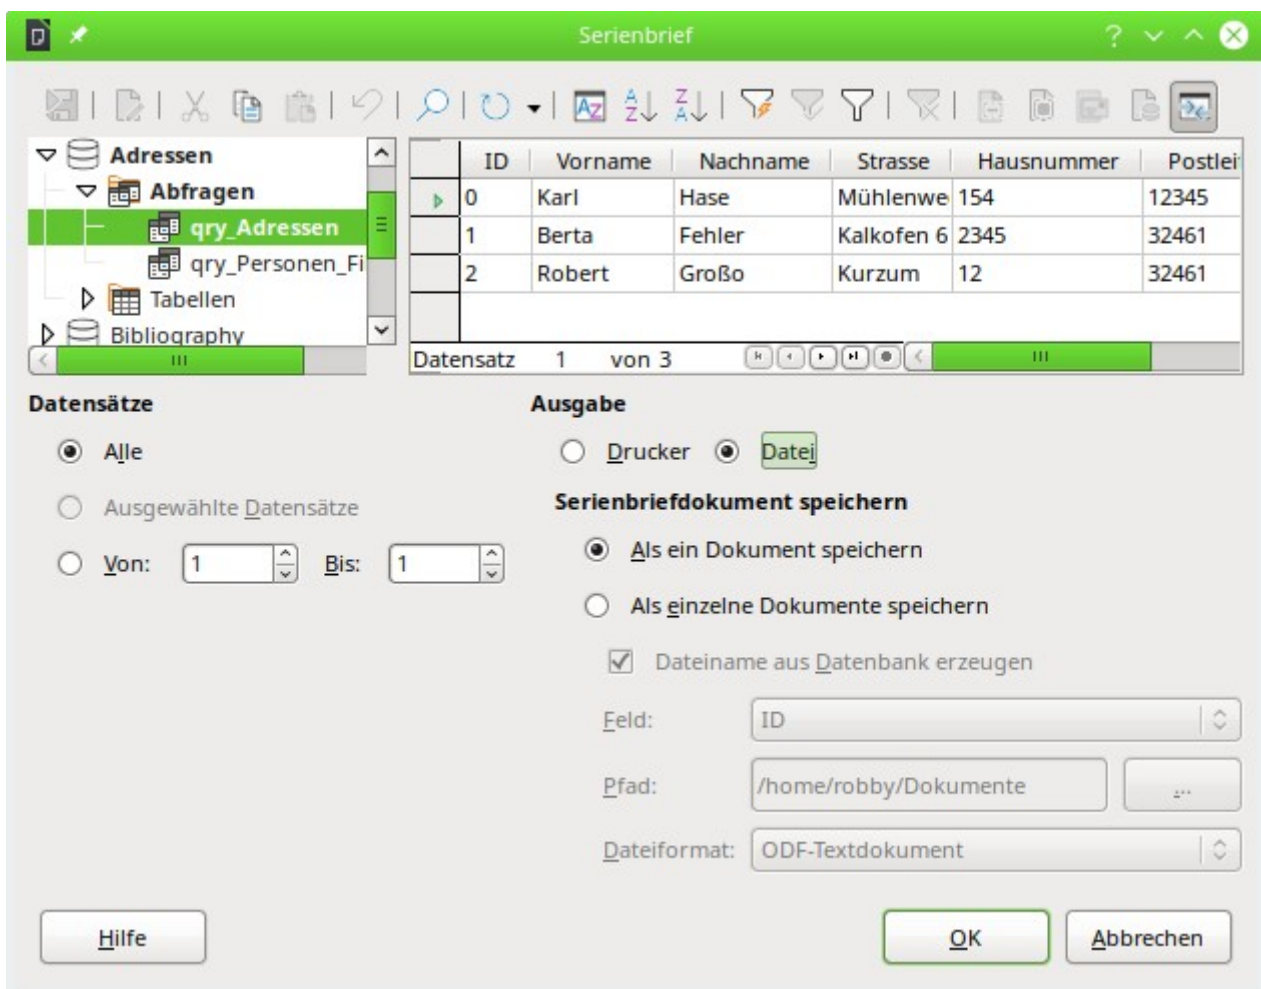 Serienbrief
Adressen
Abfragen
qry_Adressen
qry_Personen_Fi
Tabellen
Bibliography
ID Vorname Nachname Strasse Hausnummer Postlei
0 Karl Hase Mühlenwe 154 12345
1 Berta Fehler Kalkofen 6 2345 32461
2 Robert Großo Kurzum 12 32461
Datensatz 1 von 3
Datensätze
Alle
Ausgewählte Datensätze
Von: 1 Bis: 1
Ausgabe
Drucker Datei
Serienbriefdokument speichern
Als ein Dokument speichern
Als einzelne Dokumente speichern
Dateiname aus Datenbank erzeugen
Feld: ID
Pfad: /home/robby/Dokumente ...
Dateiformat: ODF-Textdokument
Hilfe OK Abbrechen